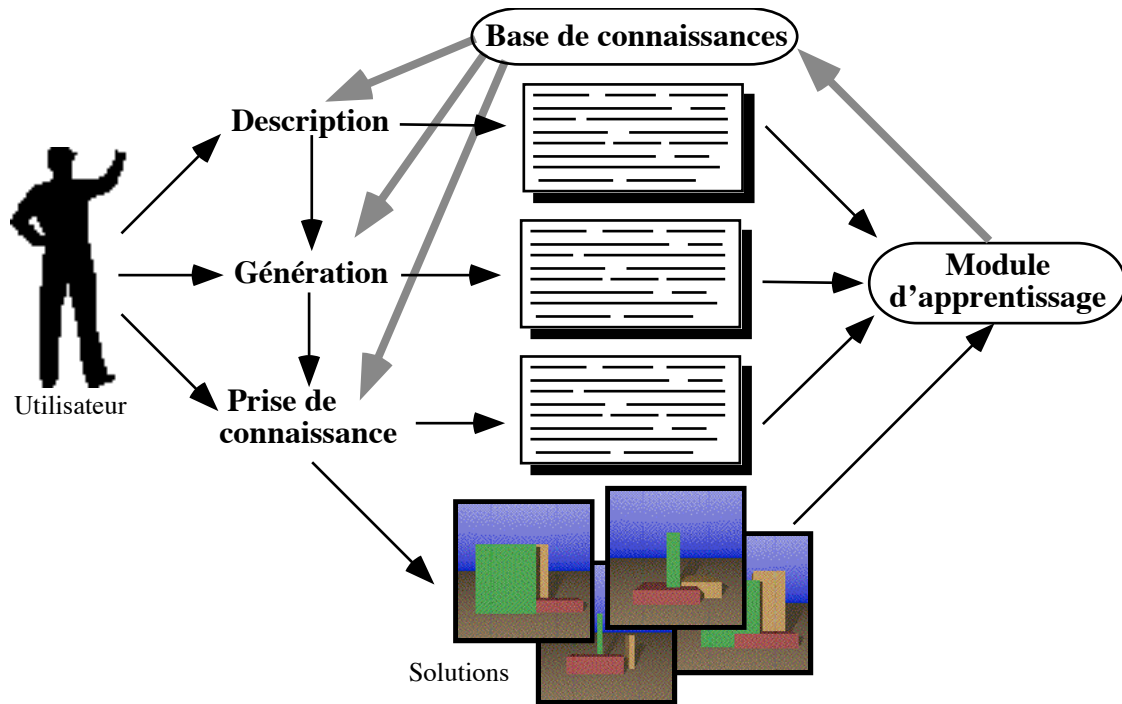 Base de connaissances
Description
Génération
Module
d'apprentissage
Utilisateur
Prise de
connaissance
Solutions